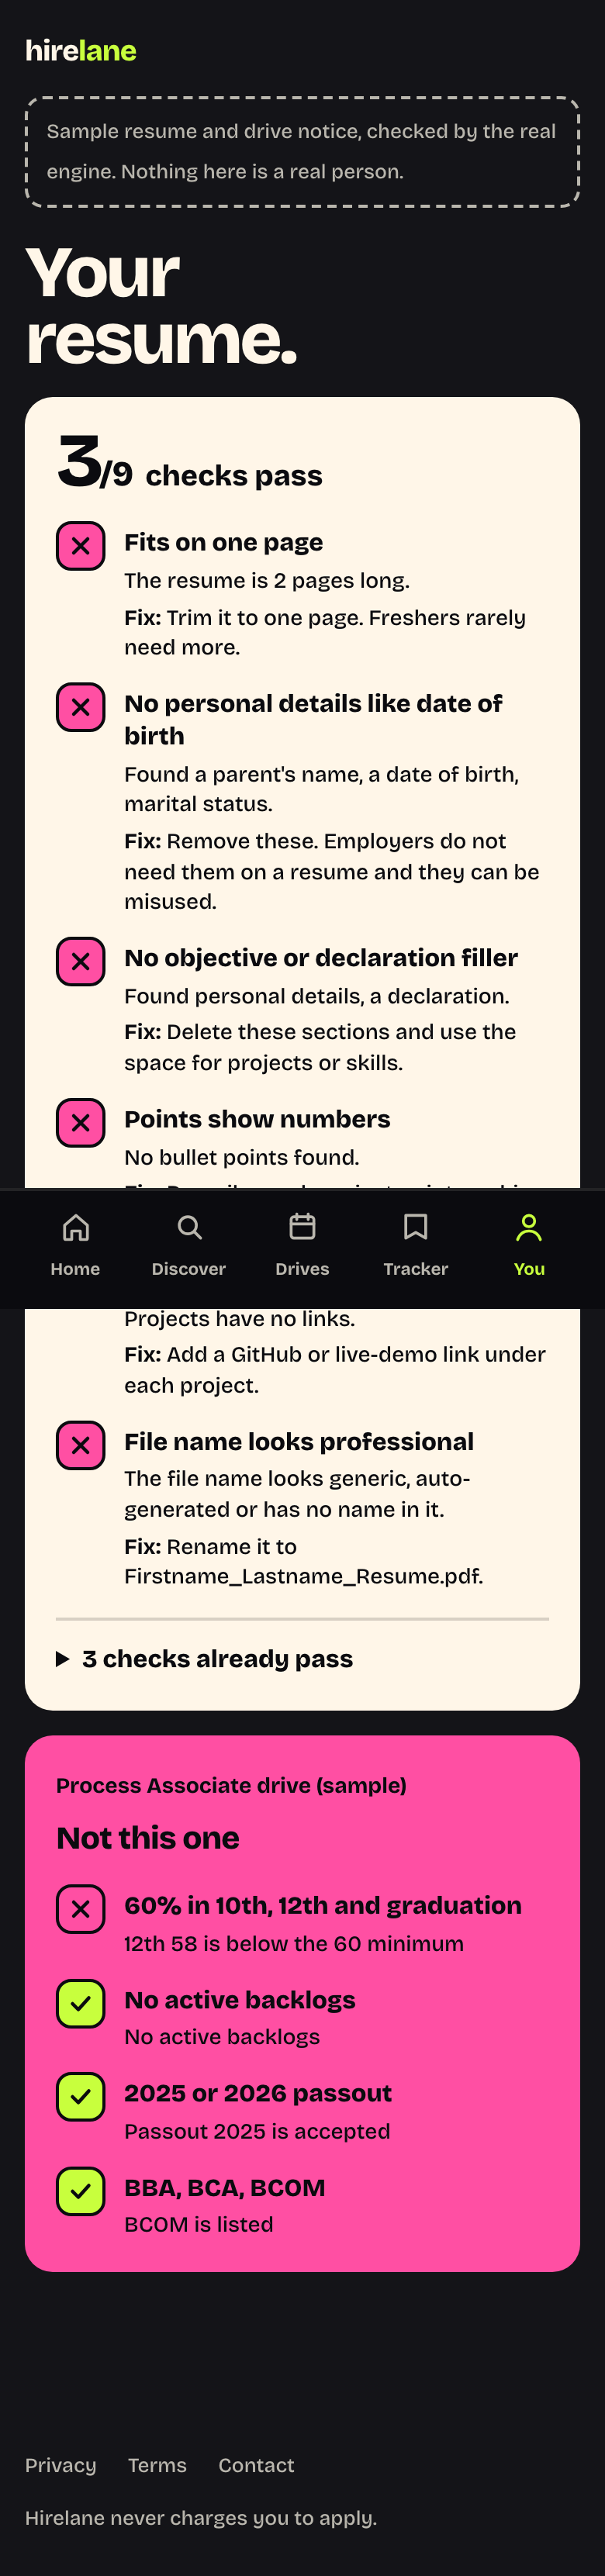 hirelane
Sample resume and drive notice, checked by the real
engine. Nothing here is a real person.
Your
resume.
3/9 checks pass
Fits on one page
The resume is 2 pages long.
Fix: Trim it to one page. Freshers rarely
need more.
No personal details like date of
birth
Found a parent's name, a date of birth,
marital status.
Fix: Remove these. Employers do not
need them on a resume and they can be
misused.
No objective or declaration filler
Found personal details, a declaration.
Fix: Delete these sections and use the
space for projects or skills.
Points show numbers
No bullet points found.
Home
Discover
Drives
Tracker
You
Projects have no links.
Fix: Add a GitHub or live-demo link under
each project.
File name looks professional
The file name looks generic, auto-
generated or has no name in it.
Fix: Rename it to
Firstname_Lastname_Resume.pdf.
3 checks already pass
Process Associate drive (sample)
Not this one
60% in 10th, 12th and graduation
12th 58 is below the 60 minimum
No active backlogs
No active backlogs
2025 or 2026 passout
Passout 2025 is accepted
BBA, BCA, BCOM
BCOM is listed
Privacy
Terms
Contact
Hirelane never charges you to apply.